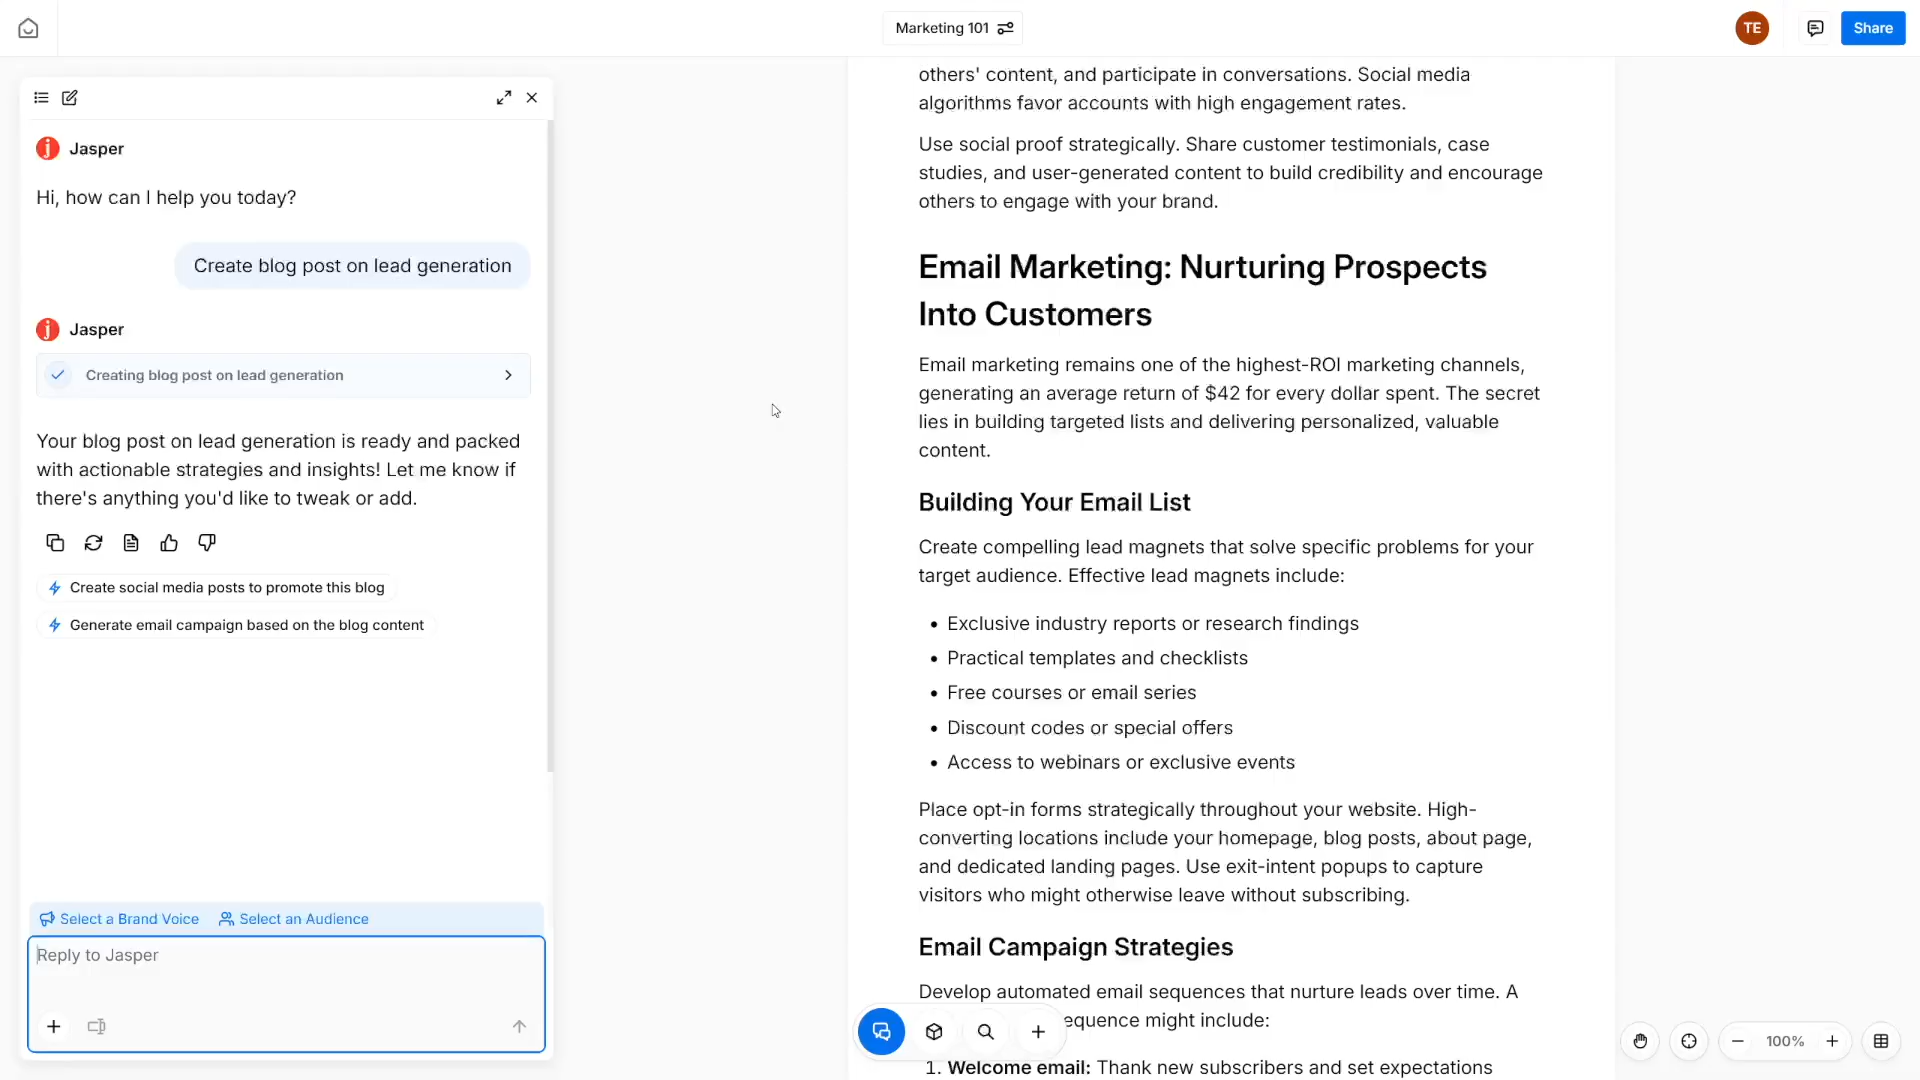 Marketing 101
TE
Share
Jasper
Hi, how can I help you today?
Create blog post on lead generation
Jasper
Creating blog post on lead generation
Your blog post on lead generation is ready and packed
with actionable strategies and insights! Let me know if
there's anything you'd like to tweak or add.
Create social media posts to promote this blog
Generate email campaign based on the blog content
Select a Brand Voice
Select an Audience
Reply to Jasper
others' content, and participate in conversations. Social media
algorithms favor accounts with high engagement rates.
Use social proof strategically. Share customer testimonials, case
studies, and user-generated content to build credibility and encourage
others to engage with your brand.
Email Marketing: Nurturing Prospects
Into Customers
Email marketing remains one of the highest-ROI marketing channels,
generating an average return of $42 for every dollar spent. The secret
lies in building targeted lists and delivering personalized, valuable
content.
Building Your Email List
Create compelling lead magnets that solve specific problems for your
target audience. Effective lead magnets include:
• Exclusive industry reports or research findings
• Practical templates and checklists
• Free courses or email series
• Discount codes or special offers
• Access to webinars or exclusive events
Place opt-in forms strategically throughout your website. High-
converting locations include your homepage, blog posts, about page,
and dedicated landing pages. Use exit-intent popups to capture
visitors who might otherwise leave without subscribing.
Email Campaign Strategies
Develop automated email sequences that nurture leads over time. A
equence might include:
1. Welcome email: Thank new subscribers and set expectations
100%